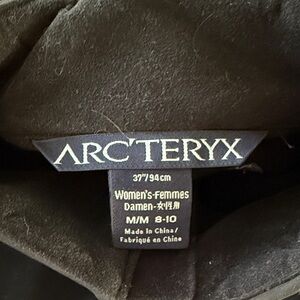 ARC'TERYX
37"/94cm
Women's-Femmes
Damen-女性用
M/M 8-10
Made in China/
Fabriqué en Chine